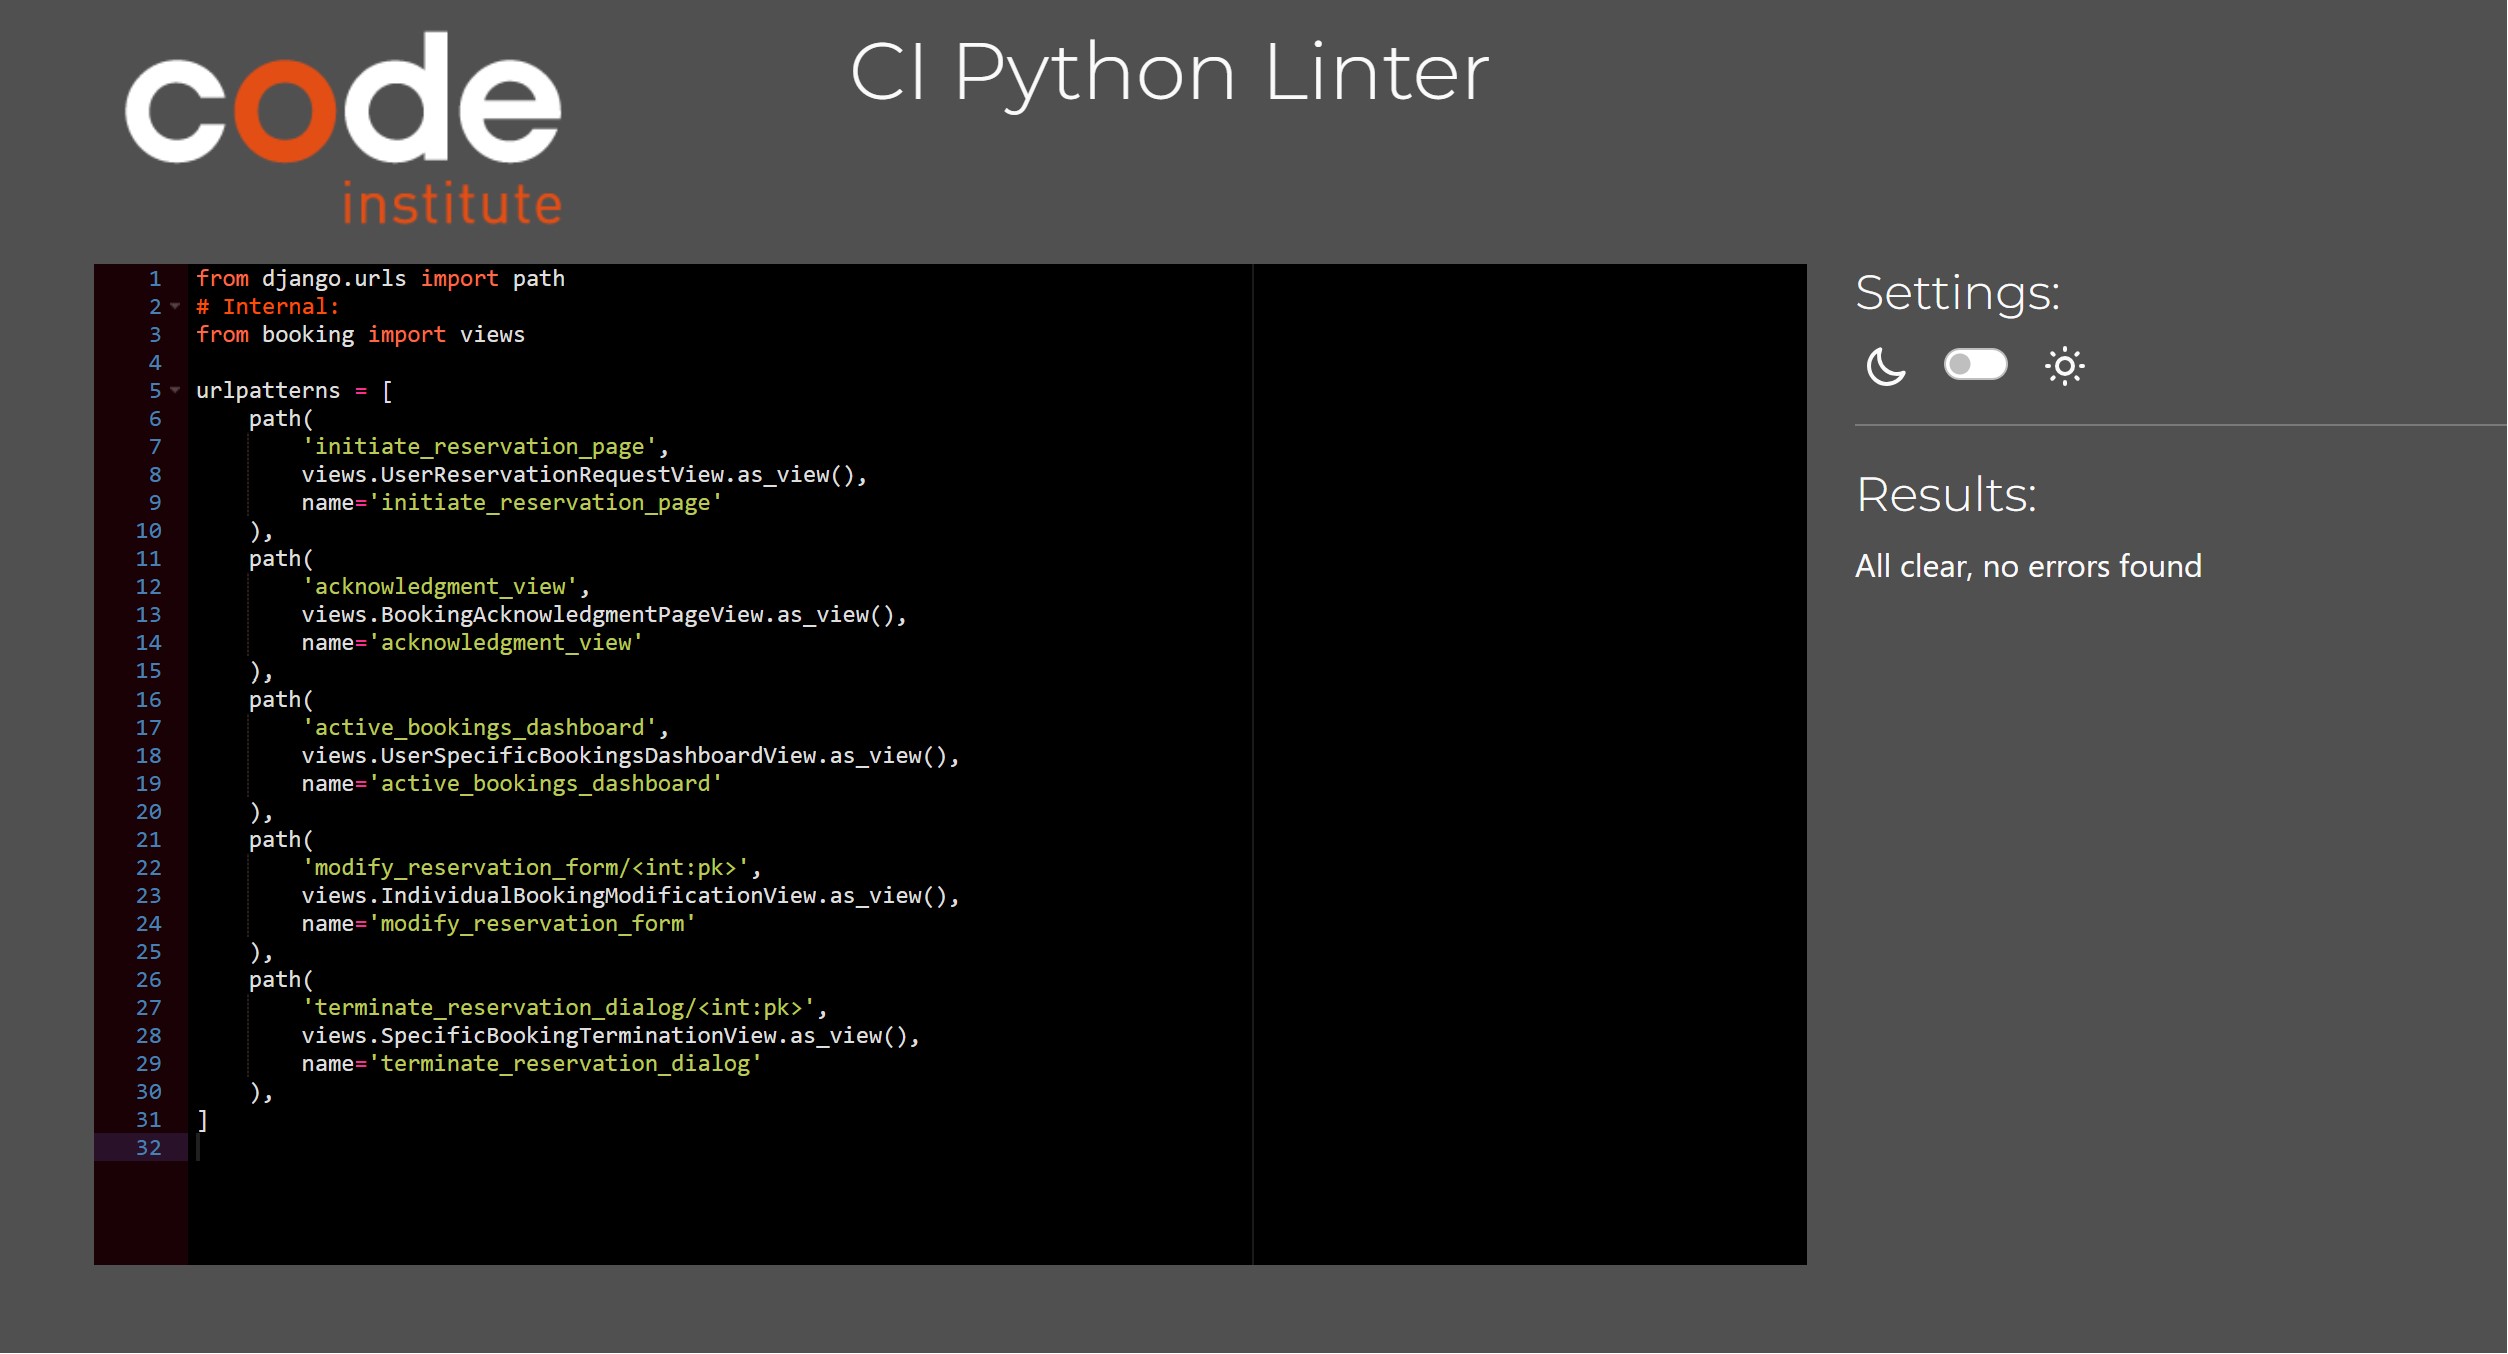 code
institute
CI Python Linter
1 from django.urls import path
2 # Internal:
3 from booking import views
4
5 urlpatterns = [
6     path(
7         'initiate_reservation_page',
8         views.UserReservationRequestView.as_view(),
9         name='initiate_reservation_page'
10     ),
11     path(
12         'acknowledgment_view',
13         views.BookingAcknowledgmentPageView.as_view(),
14         name='acknowledgment_view'
15     ),
16     path(
17         'active_bookings_dashboard',
18         views.UserSpecificBookingsDashboardView.as_view(),
19         name='active_bookings_dashboard'
20     ),
21     path(
22         'modify_reservation_form/<int:pk>',
23         views.IndividualBookingModificationView.as_view(),
24         name='modify_reservation_form'
25     ),
26     path(
27         'terminate_reservation_dialog/<int:pk>',
28         views.SpecificBookingTerminationView.as_view(),
29         name='terminate_reservation_dialog'
30     ),
31 ]
32
Settings:
Results:
All clear, no errors found